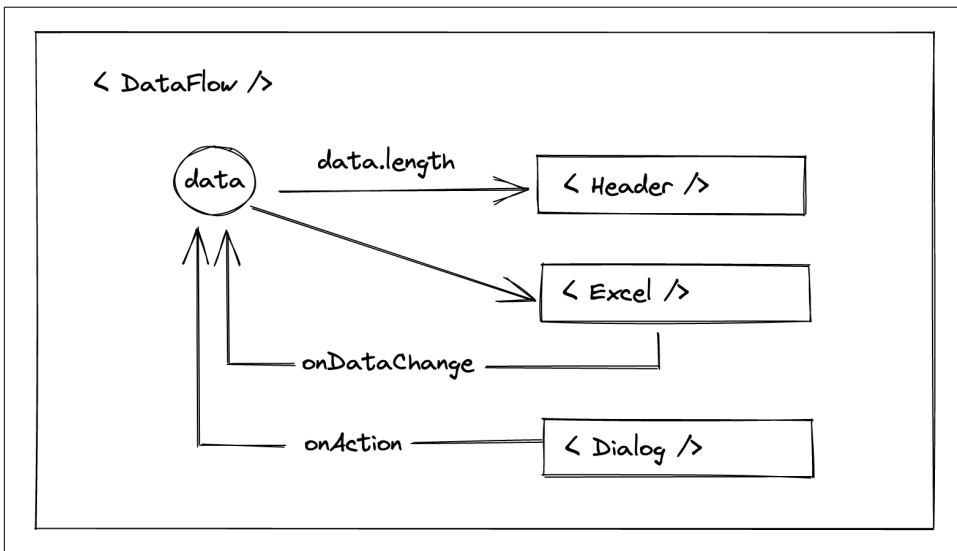 < DataFlow />
data.length
data
< Header />
< Excel />
onDataChange
onAction
< Dialog />